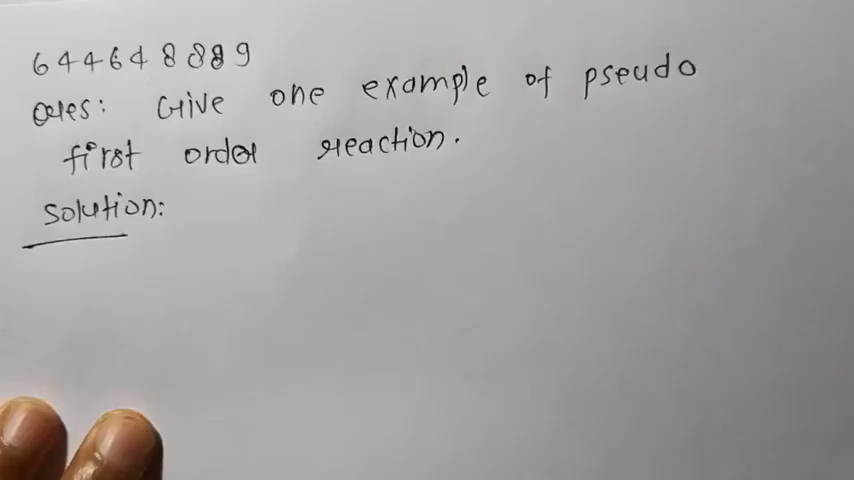 644648889
Ques: Give one example of pseudo
first order reaction.
Solution: